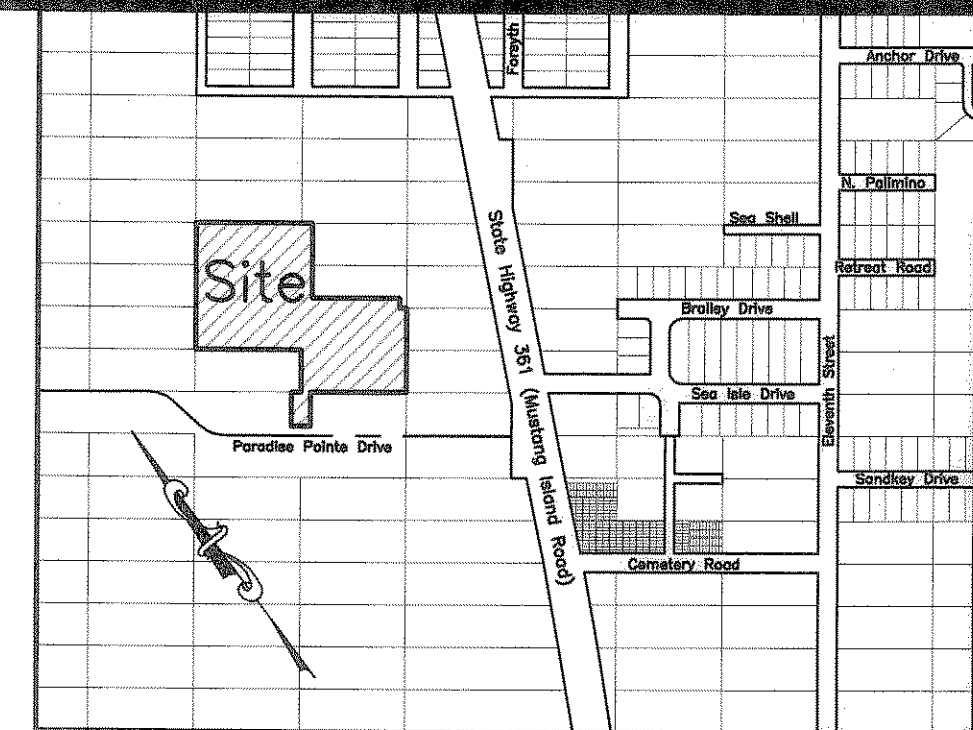 Forsyth
Anchor Drive
N. Palimino
Sea Shell
Site
Retreat Road
State Highway 361 (Mustang Island Road)
Bralley Drive
Eleventh Street
Sea Isle Drive
Paradise Pointe Drive
Sandkey Drive
Cemetery Road